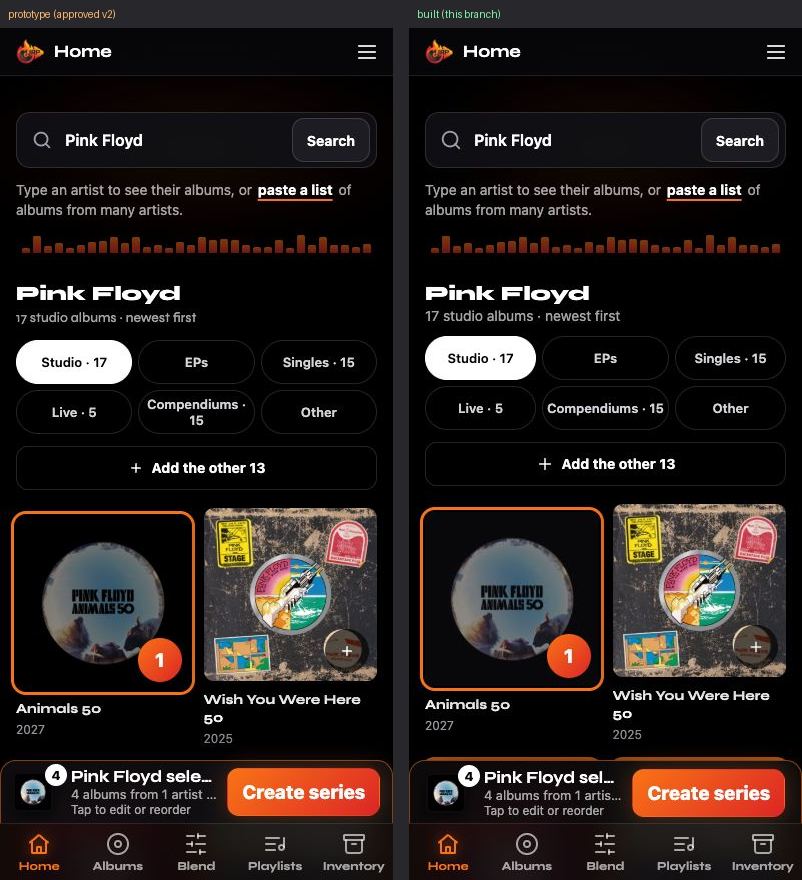 prototype (approved v2)
Home
Pink Floyd
Search
Type an artist to see their albums, or paste a list of
albums from many artists.
Pink Floyd
17 studio albums · newest first
Studio · 17
EPs
Singles · 15
Live · 5
Compendiums ·
15
Other
+ Add the other 13
PINK FLOYD
ANIMALS 50
1
PINK
FLOYD
STAGE
+
Animals 50
2027
Wish You Were Here
50
2025
4
Pink Floyd sele...
4 albums from 1 artist ...
Tap to edit or reorder
Create series
Home
Albums
Blend
Playlists
Inventory
built (this branch)
Home
Pink Floyd
Search
Type an artist to see their albums, or paste a list of
albums from many artists.
Pink Floyd
17 studio albums · newest first
Studio · 17
EPs
Singles · 15
Live · 5
Compendiums · 15
Other
+ Add the other 13
PINK FLOYD
ANIMALS 50
1
PINK
FLOYD
STAGE
+
Animals 50
2027
Wish You Were Here
50
2025
4
Pink Floyd sel...
4 albums from 1 artis...
Tap to edit or reorder
Create series
Home
Albums
Blend
Playlists
Inventory